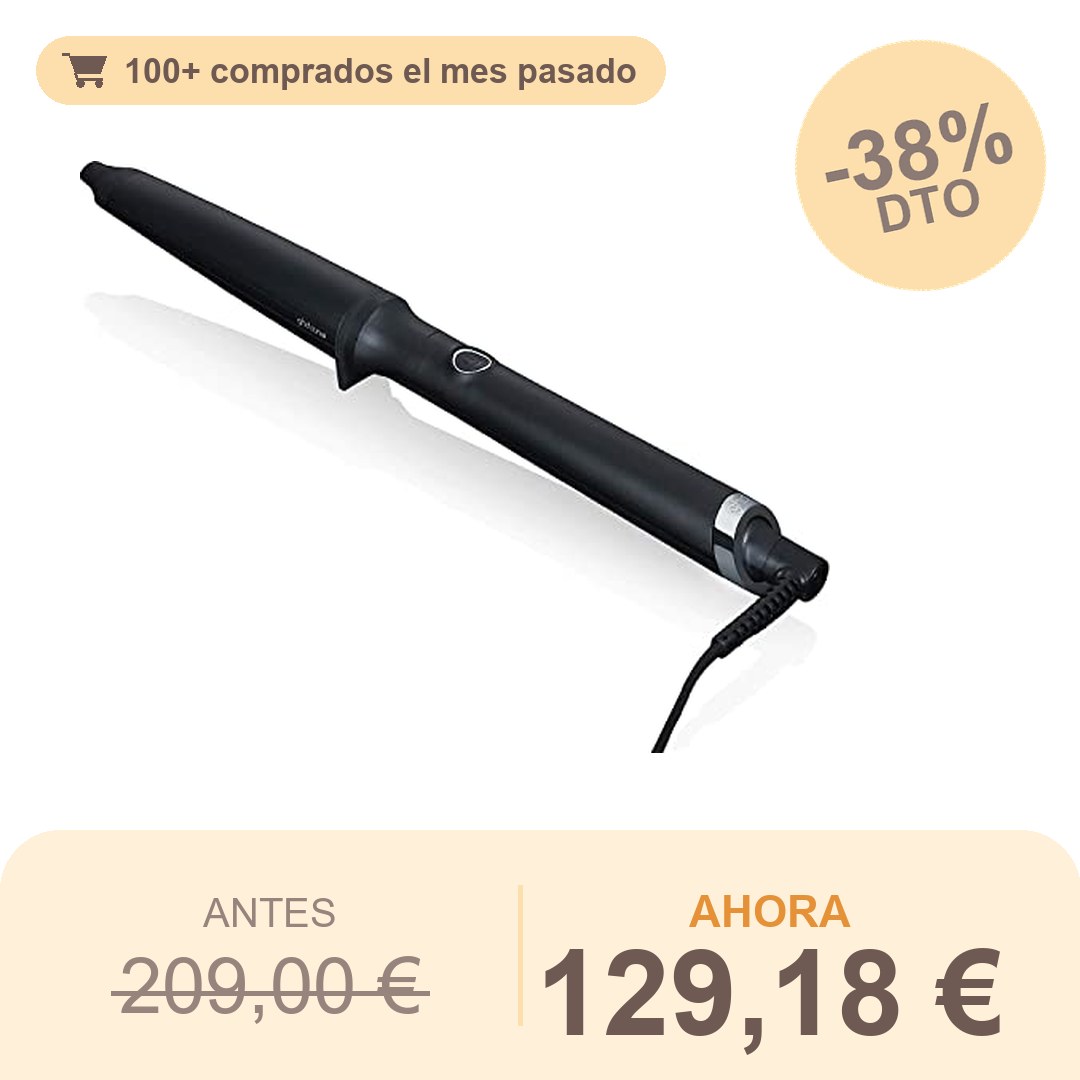 100+ comprados el mes pasado
-38%
DTO
ANTES
209,00 €
AHORA
129,18 €